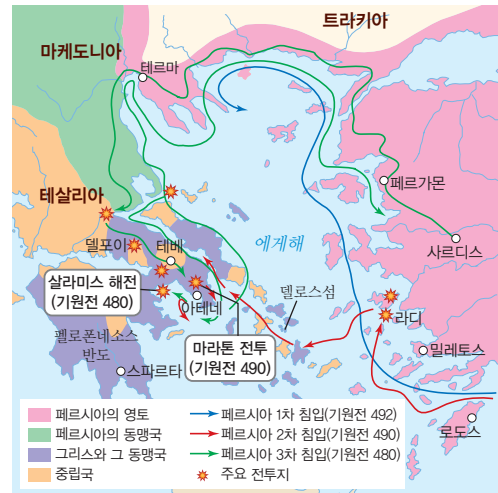 트라키아
마케도니아
테르마
페르가몬
테살리아
에게해
사르디스
델포이
테베
살라미스 해전
(기원전 480)
아테네
델로스섬
라디
펠로폰네소스
반도
마라톤 전투
(기원전 490)
밀레토스
스파르타
로도스
페르시아의 영토
페르시아의 동맹국
그리스와 그 동맹국
중립국
페르시아 1차 침입(기원전 492)
페르시아 2차 침입(기원전 490)
페르시아 3차 침입(기원전 480)
주요 전투지